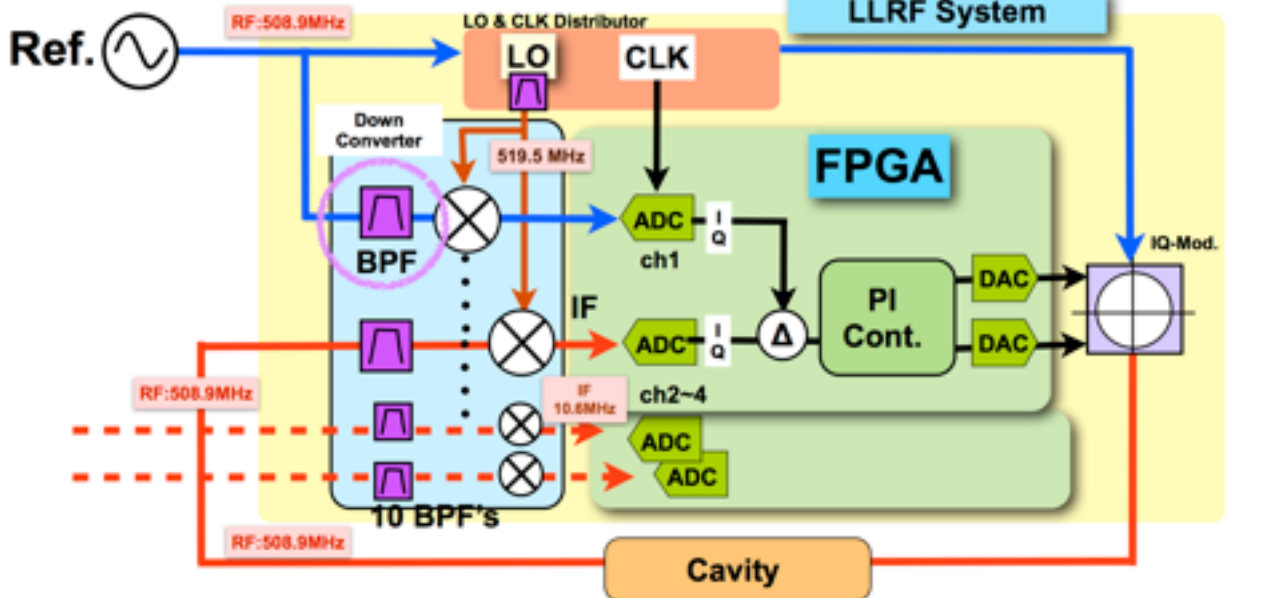 Ref.
RF:508.9MHz
LO & CLK Distributor
LLRF System
LO
CLK
Down
Converter
519.5 MHz
FPGA
BPF
ADC
I
Q
ch1
IQ-Mod.
DAC
PI
Cont.
DAC
IF
ADC
I
Q
Δ
RF:508.9MHz
IF
10.6MHz
ch2~4
ADC
ADC
10 BPF's
RF:508.9MHz
Cavity